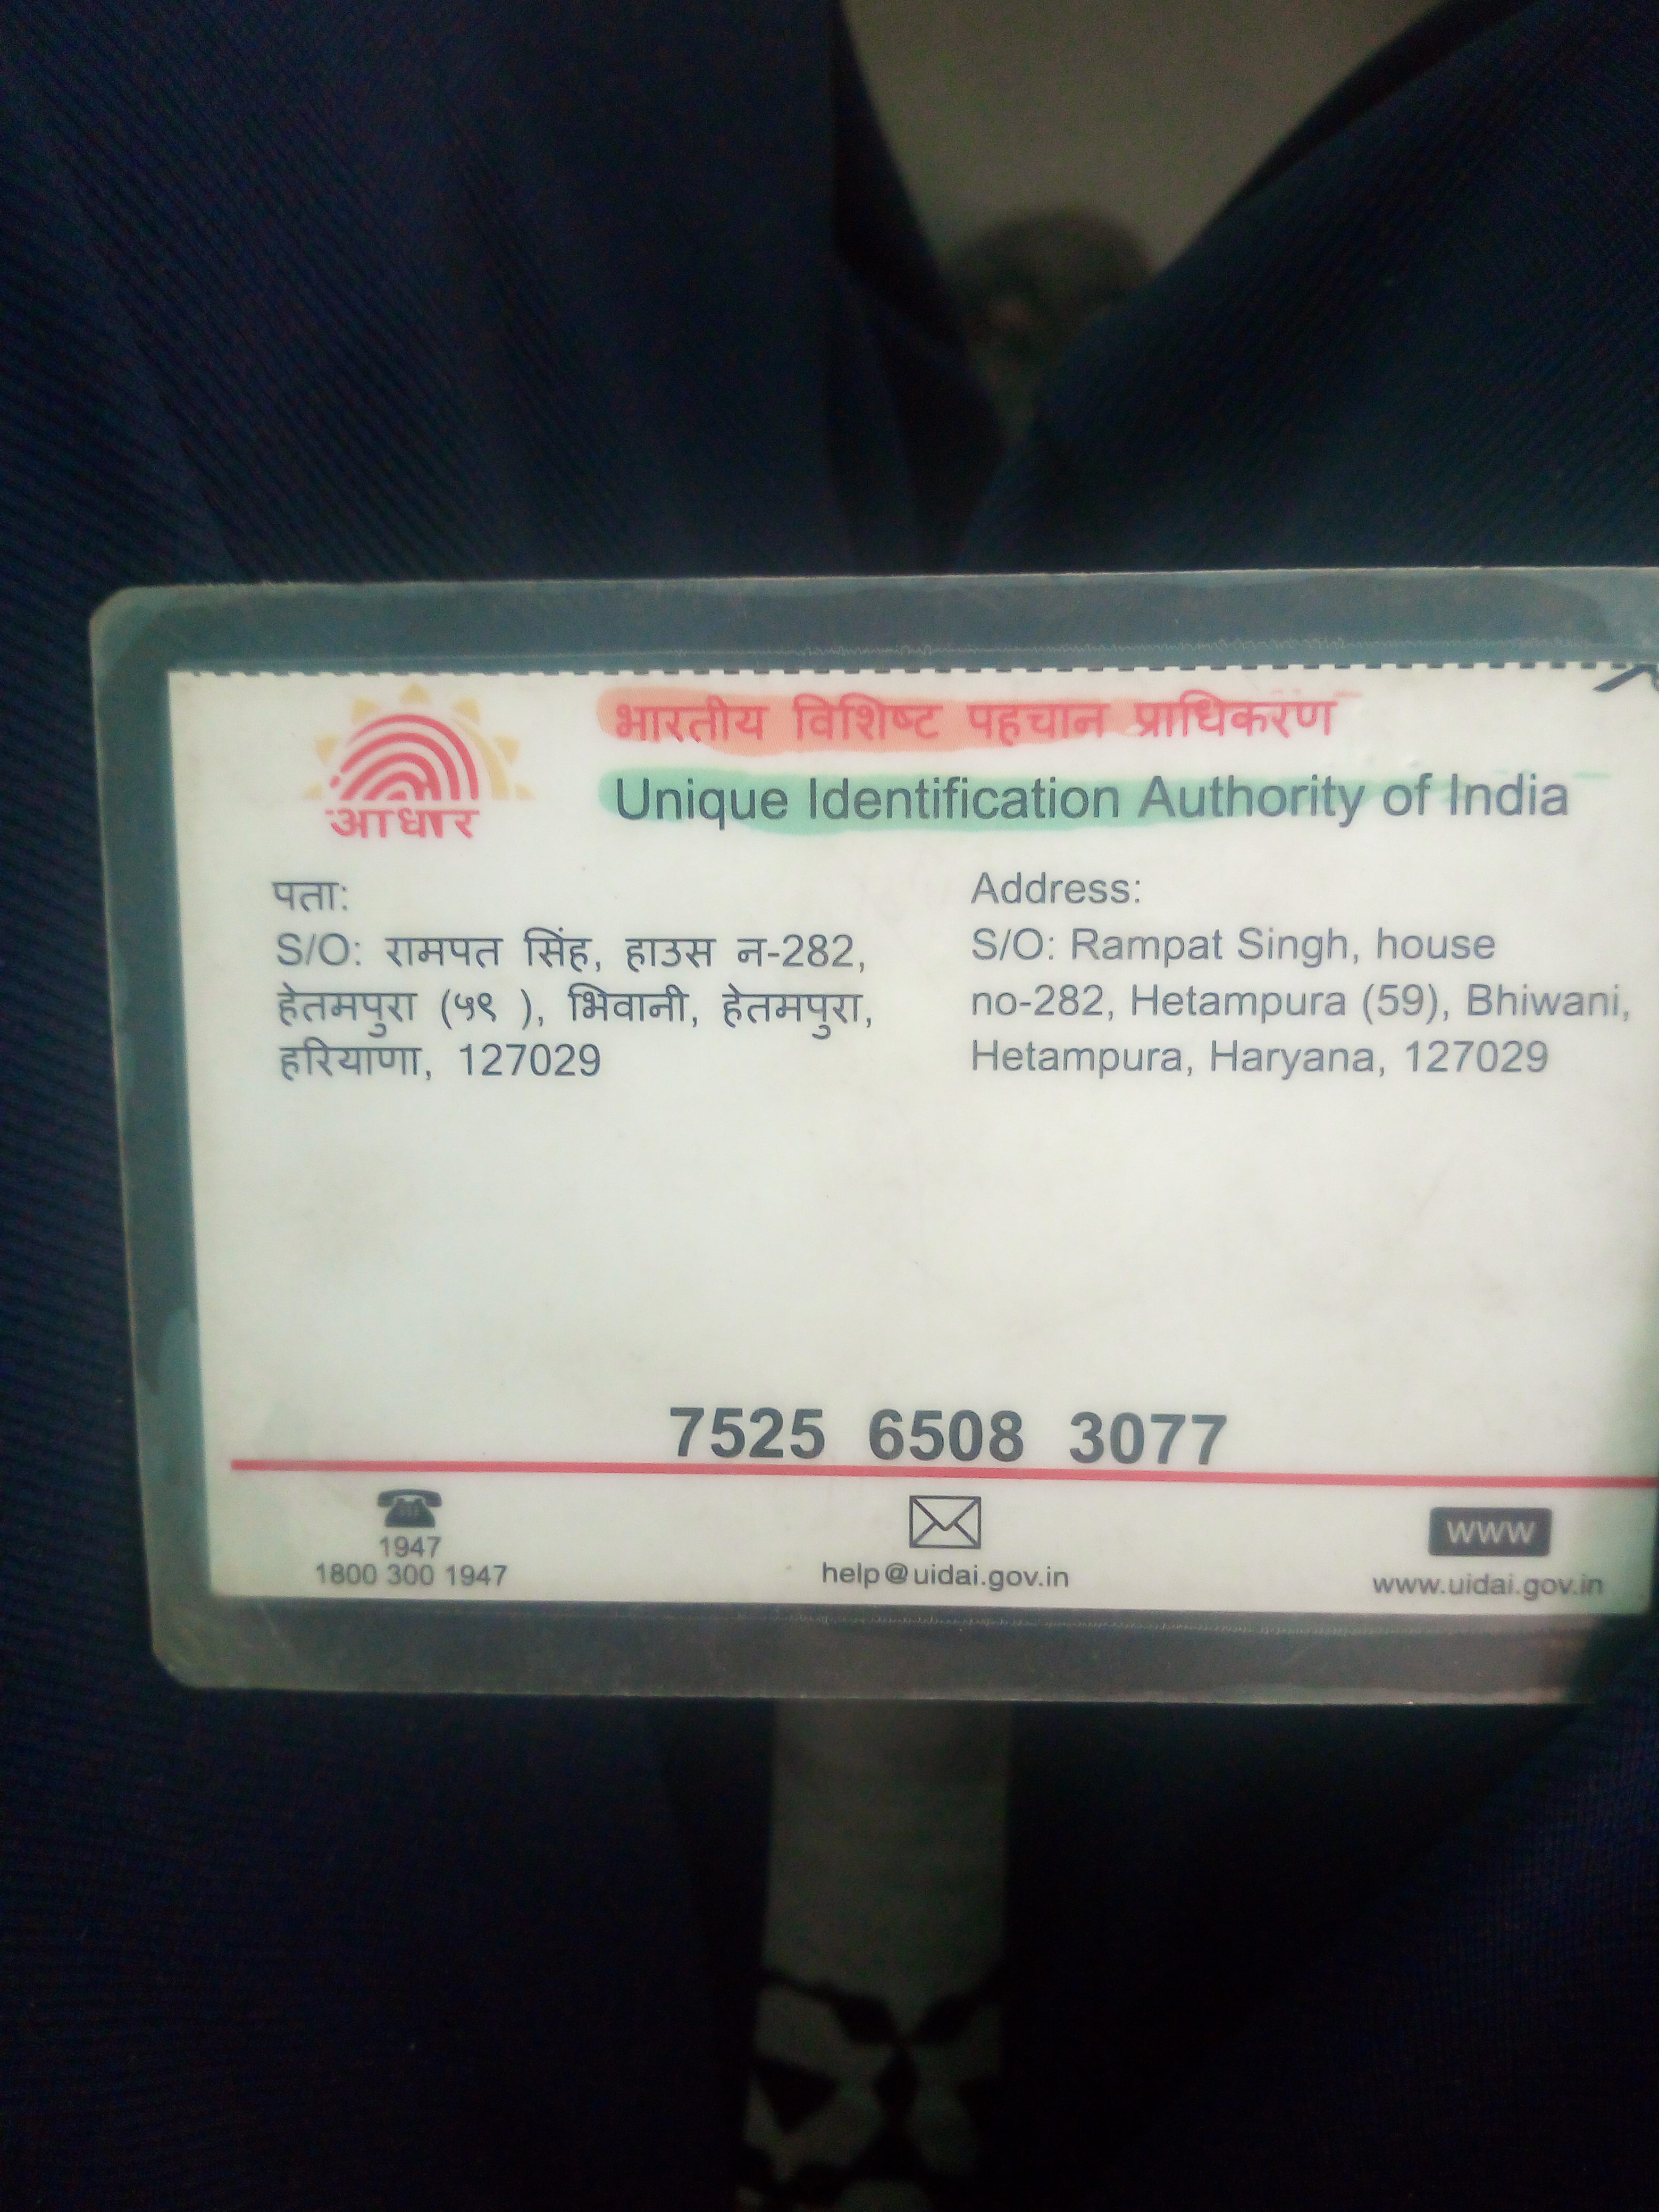 भारतीय विशिष्ट पहचान प्राधिकरण
Unique Identification Authority of India
आधार
पता:
S/O: रामपत सिंह, हाउस न-282,
हेतमपुरा (५९ ), भिवानी, हेतमपुरा,
हरियाणा, 127029
Address:
S/O: Rampat Singh, house
no-282, Hetampura (59), Bhiwani,
Hetampura, Haryana, 127029
7525 6508 3077
1947
1800 300 1947
help@uidai.gov.in
WWW
www.uidai.gov.in